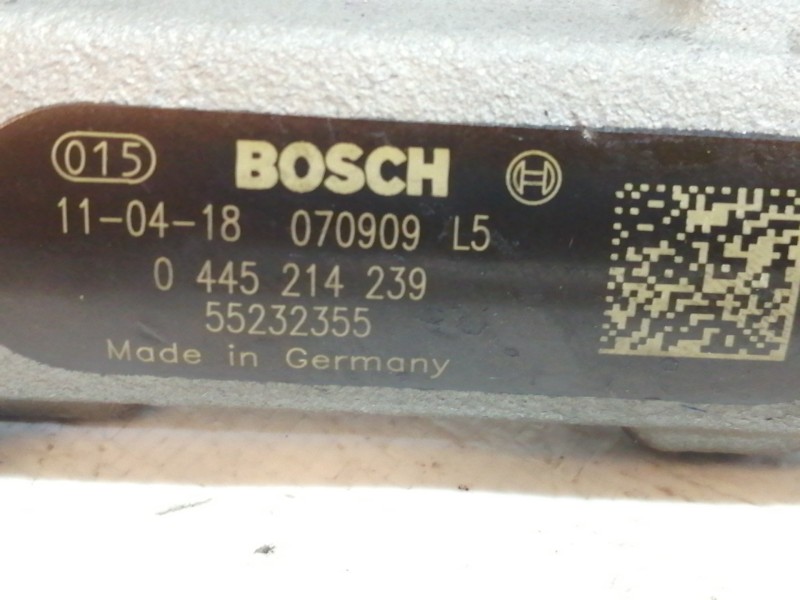 015 BOSCH
11-04-18 070909 L5
0 445 214 239
55232355
Made in Germany